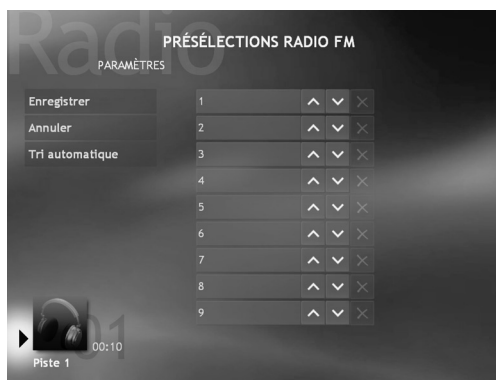 Radio
PRÉSÉLECTIONS RADIO FM
PARAMÈTRES
Enregistrer
Annuler
Tri automatique
1
2
3
4
5
6
7
8
9
01
00:10
Piste 1